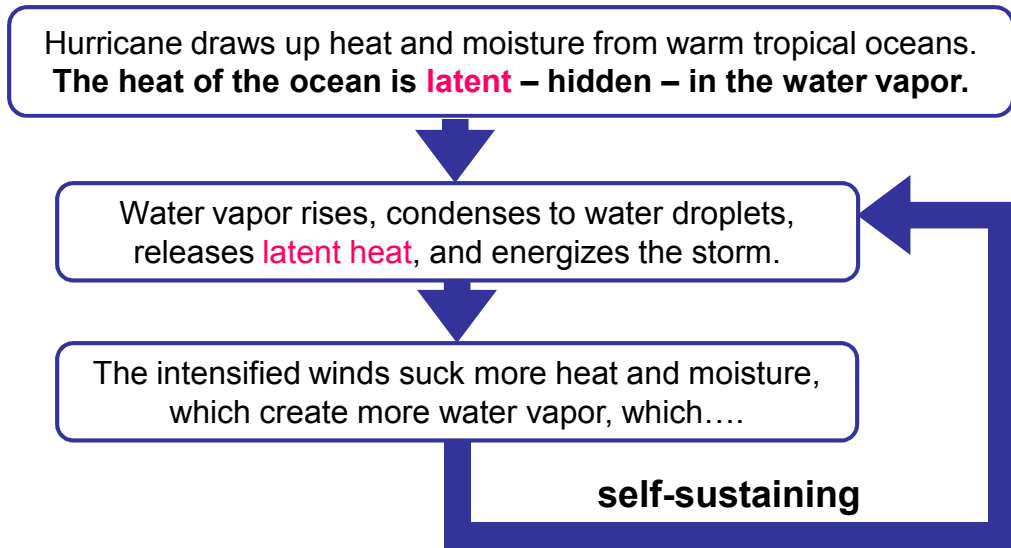 Hurricane draws up heat and moisture from warm tropical oceans.
The heat of the ocean is latent – hidden – in the water vapor.
Water vapor rises, condenses to water droplets,
releases latent heat, and energizes the storm.
The intensified winds suck more heat and moisture,
which create more water vapor, which….
self-sustaining